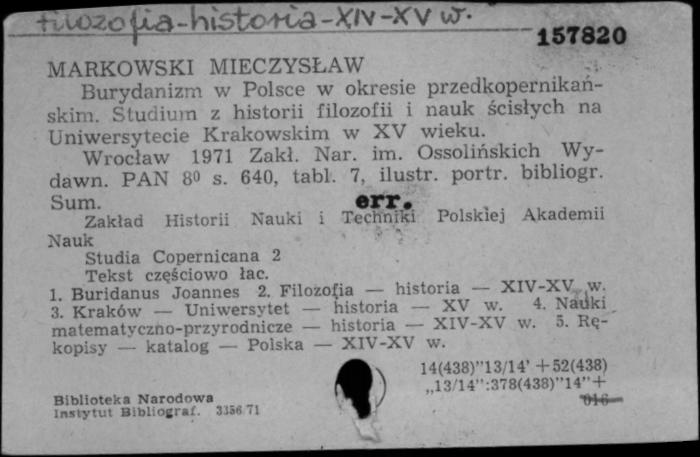 filozofia-historia-XIV-XV w.
157820
MARKOWSKI MIECZYSŁAW
Burydanizm w Polsce w okresie przedkopernikań-
skim. Studium z historii filozofii i nauk ścisłych na
Uniwersytecie Krakowskim w XV wieku.
Wrocław 1971 Zakł. Nar. im. Ossolińskich Wy-
dawn. PAN 8⁰ s. 640, tabl. 7, ilustr. portr. bibliogr.
Sum. err.
Zakład Historii Nauki i Techniki Polskiej Akademii
Nauk
Studia Copernicana 2
Tekst częściowo łac.
1. Buridanus Joannes 2. Filozofia — historia — XIV-XV w.
3. Kraków — Uniwersytet — historia — XV w. 4. Nauki
matematyczno-przyrodnicze — historia — XIV-XV w. 5. Rę-
kopisy — katalog — Polska — XIV-XV w.
14(438)"13/14' +52(438)
„13/14":378(438)"14"+
016
Biblioteka Narodowa
Instytut Bibliograf. 3356/71